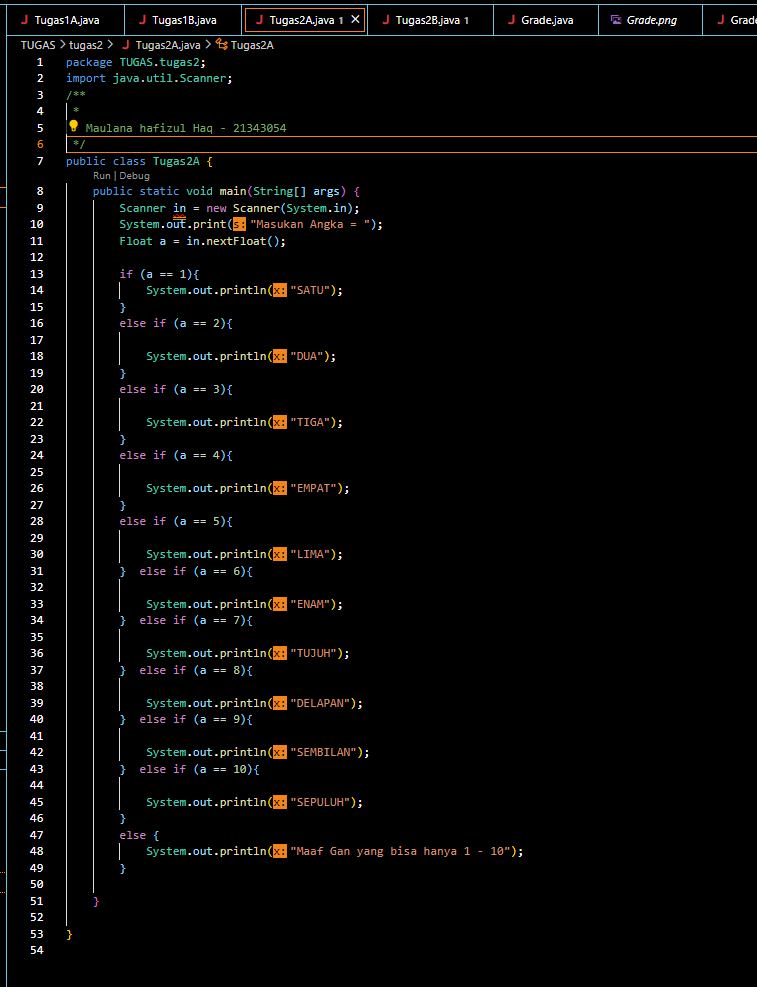 Tugas1A.java Tugas1B.java Tugas2A.java 1 × Tugas2B.java 1 Grade.java Grade.png Grade
TUGAS > tugas2 > Tugas2A.java > Tugas2A
1 package TUGAS.tugas2;
2 import java.util.Scanner;
3 /**
4 *
5 Maulana hafizul Haq - 21343054
6 */
7 public class Tugas2A {
Run | Debug
8 public static void main(String[] args) {
9 Scanner in = new Scanner(System.in);
10 System.out.print(s: "Masukan Angka = ");
11 Float a = in.nextFloat();
12
13 if (a == 1){
14 System.out.println(x: "SATU");
15 }
16 else if (a == 2){
17
18 System.out.println(x: "DUA");
19 }
20 else if (a == 3){
21
22 System.out.println(x: "TIGA");
23 }
24 else if (a == 4){
25
26 System.out.println(x: "EMPAT");
27 }
28 else if (a == 5){
29
30 System.out.println(x: "LIMA");
31 } else if (a == 6){
32
33 System.out.println(x: "ENAM");
34 } else if (a == 7){
35
36 System.out.println(x: "TUJUH");
37 } else if (a == 8){
38
39 System.out.println(x: "DELAPAN");
40 } else if (a == 9){
41
42 System.out.println(x: "SEMBILAN");
43 } else if (a == 10){
44
45 System.out.println(x: "SEPULUH");
46 }
47 else {
48 System.out.println(x: "Maaf Gan yang bisa hanya 1 - 10");
49 }
50
51 }
52
53 }
54